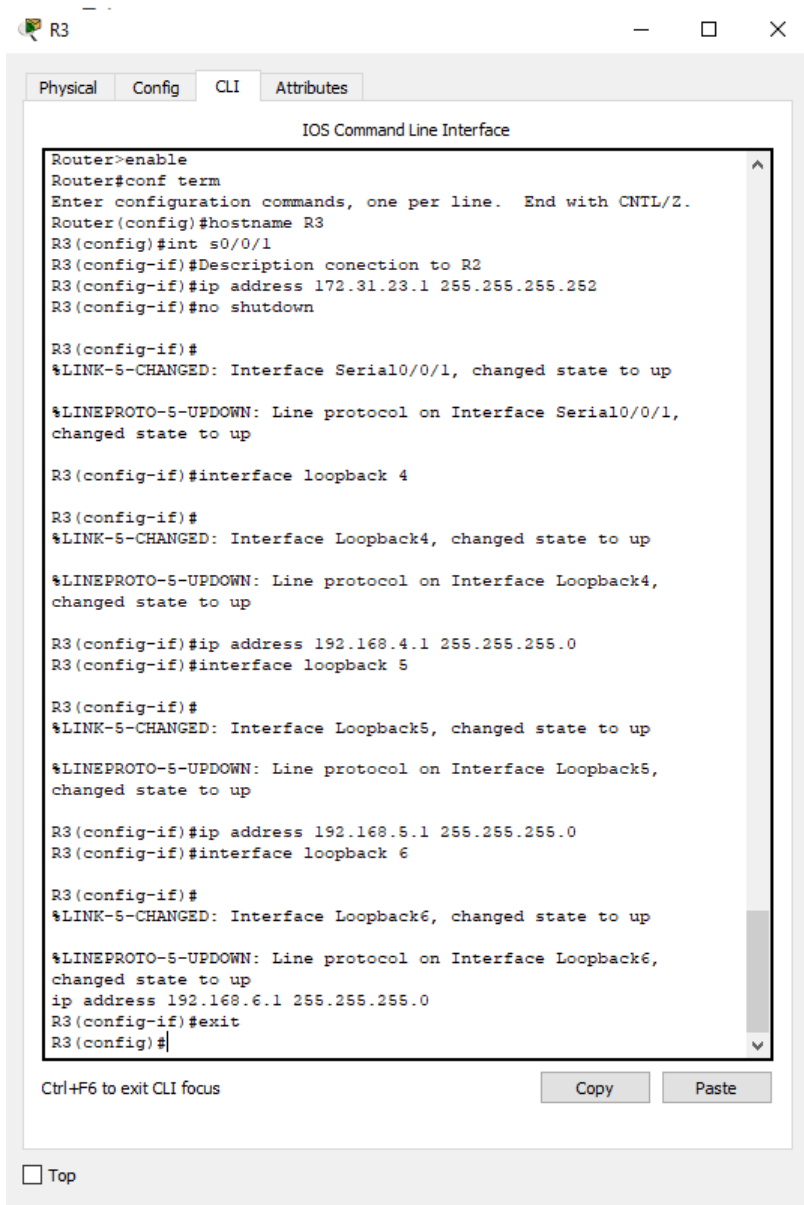 R3
Physical Config CLI Attributes
IOS Command Line Interface
Router>enable
Router#conf term
Enter configuration commands, one per line.  End with CNTL/Z.
Router(config)#hostname R3
R3(config)#int s0/0/1
R3(config-if)#Description conection to R2
R3(config-if)#ip address 172.31.23.1 255.255.255.252
R3(config-if)#no shutdown
R3(config-if)#
%LINK-5-CHANGED: Interface Serial0/0/1, changed state to up
%LINEPROTO-5-UPDOWN: Line protocol on Interface Serial0/0/1,
changed state to up
R3(config-if)#interface loopback 4
R3(config-if)#
%LINK-5-CHANGED: Interface Loopback4, changed state to up
%LINEPROTO-5-UPDOWN: Line protocol on Interface Loopback4,
changed state to up
R3(config-if)#ip address 192.168.4.1 255.255.255.0
R3(config-if)#interface loopback 5
R3(config-if)#
%LINK-5-CHANGED: Interface Loopback5, changed state to up
%LINEPROTO-5-UPDOWN: Line protocol on Interface Loopback5,
changed state to up
R3(config-if)#ip address 192.168.5.1 255.255.255.0
R3(config-if)#interface loopback 6
R3(config-if)#
%LINK-5-CHANGED: Interface Loopback6, changed state to up
%LINEPROTO-5-UPDOWN: Line protocol on Interface Loopback6,
changed state to up
ip address 192.168.6.1 255.255.255.0
R3(config-if)#exit
R3(config)#
Ctrl+F6 to exit CLI focus Copy Paste
Top